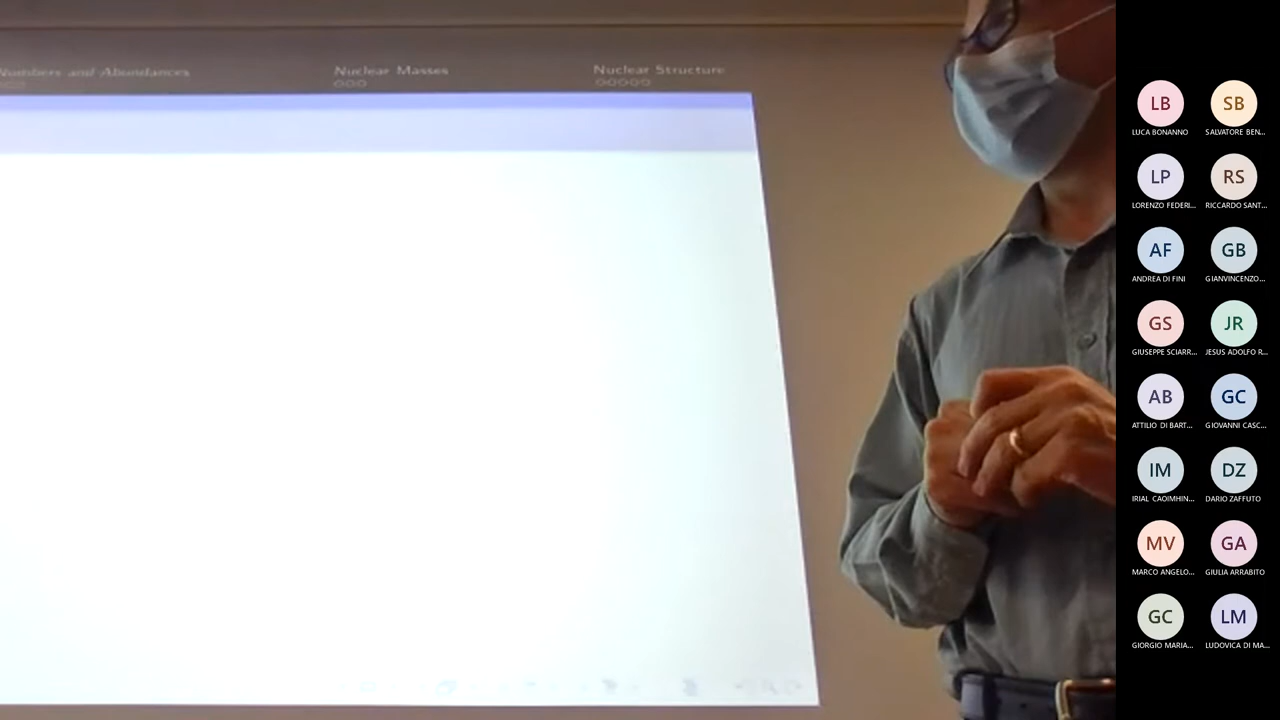 Numbers and Abundances
Nuclear Masses
Nuclear Structure
LB
SB
LUCA BONANNO
SALVATORE BEN...
LP
RS
LORENZO FEDERI...
RICCARDO SANT...
AF
GB
ANDREA DI FINI
GIANVINCENZO...
GS
JR
GIUSEPPE SCIARR...
JESUS ADOLFO R...
AB
GC
ATTILIO DI BART...
GIOVANNI CASC...
IM
DZ
IRIAL CAOIMHIN...
DARIO ZAFFUTO
MV
GA
MARCO ANGELO...
GIULIA ARRABITO
GC
LM
GIORGIO MARIA...
LUDOVICA DI MA...